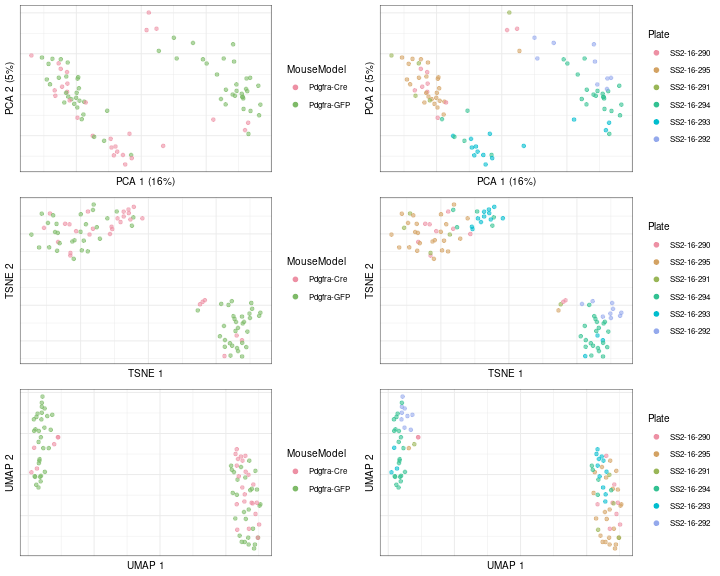 PCA 2 (5%)
PCA 1 (16%)
MouseModel
Pdgfra-Cre
Pdgfra-GFP
PCA 2 (5%)
PCA 1 (16%)
Plate
SS2-16-290
SS2-16-295
SS2-16-291
SS2-16-294
SS2-16-293
SS2-16-292
TSNE 2
TSNE 1
MouseModel
Pdgfra-Cre
Pdgfra-GFP
TSNE 2
TSNE 1
Plate
SS2-16-290
SS2-16-295
SS2-16-291
SS2-16-294
SS2-16-293
SS2-16-292
UMAP 2
UMAP 1
MouseModel
Pdgfra-Cre
Pdgfra-GFP
UMAP 2
UMAP 1
Plate
SS2-16-290
SS2-16-295
SS2-16-291
SS2-16-294
SS2-16-293
SS2-16-292